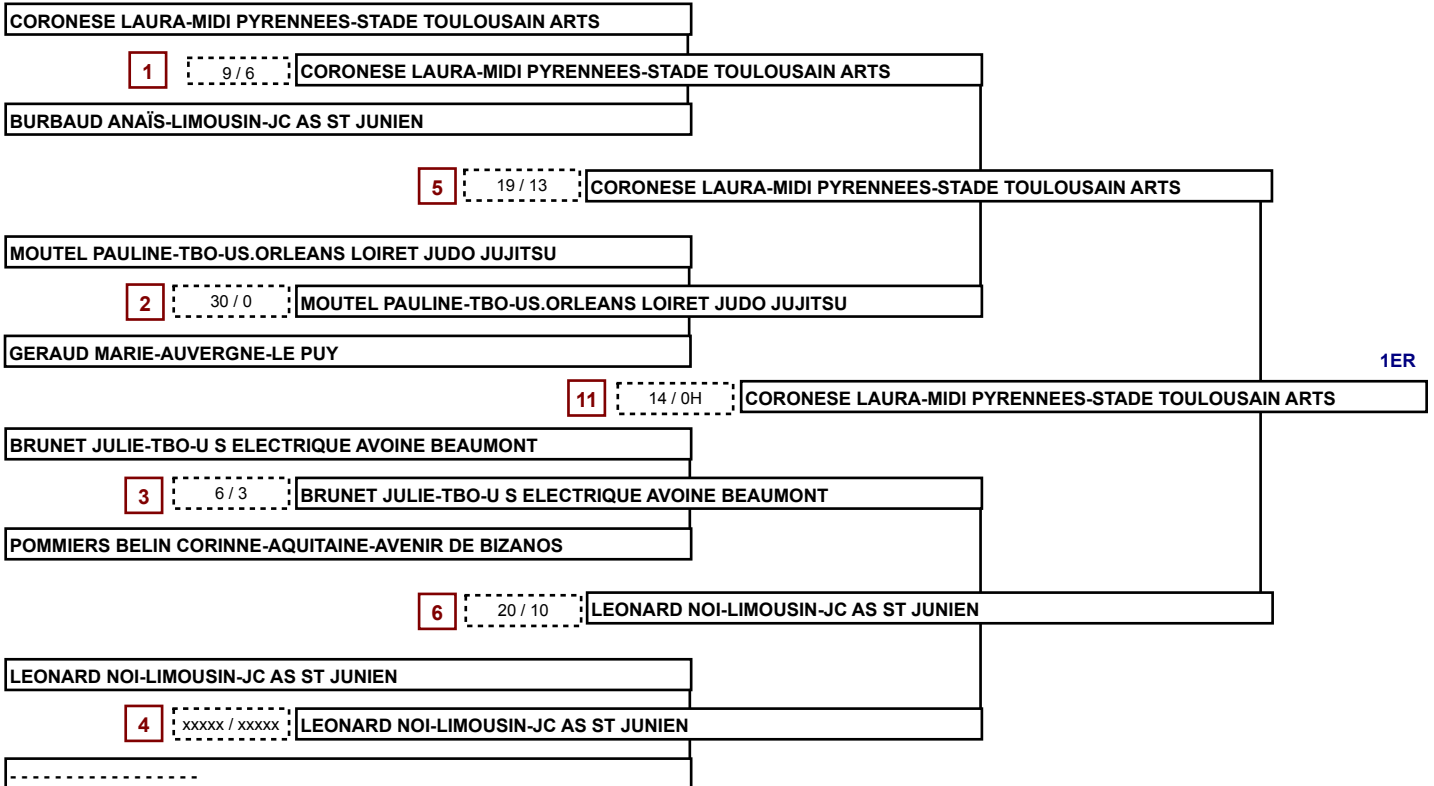 CORONESE LAURA-MIDI PYRENNEES-STADE TOULOUSAIN ARTS
1 9 / 6 CORONESE LAURA-MIDI PYRENNEES-STADE TOULOUSAIN ARTS
BURBAUD ANAÏS-LIMOUSIN-JC AS ST JUNIEN
5 19 / 13 CORONESE LAURA-MIDI PYRENNEES-STADE TOULOUSAIN ARTS
MOUTEL PAULINE-TBO-US.ORLEANS LOIRET JUDO JUJITSU
2 30 / 0 MOUTEL PAULINE-TBO-US.ORLEANS LOIRET JUDO JUJITSU
GERAUD MARIE-AUVERGNE-LE PUY
1ER
11 14 / 0H CORONESE LAURA-MIDI PYRENNEES-STADE TOULOUSAIN ARTS
BRUNET JULIE-TBO-U S ELECTRIQUE AVOINE BEAUMONT
3 6 / 3 BRUNET JULIE-TBO-U S ELECTRIQUE AVOINE BEAUMONT
POMMIERS BELIN CORINNE-AQUITAINE-AVENIR DE BIZANOS
6 20 / 10 LEONARD NOI-LIMOUSIN-JC AS ST JUNIEN
LEONARD NOI-LIMOUSIN-JC AS ST JUNIEN
4 xxxxx / xxxxx LEONARD NOI-LIMOUSIN-JC AS ST JUNIEN
- - - - - - - - - - - - - - - - -